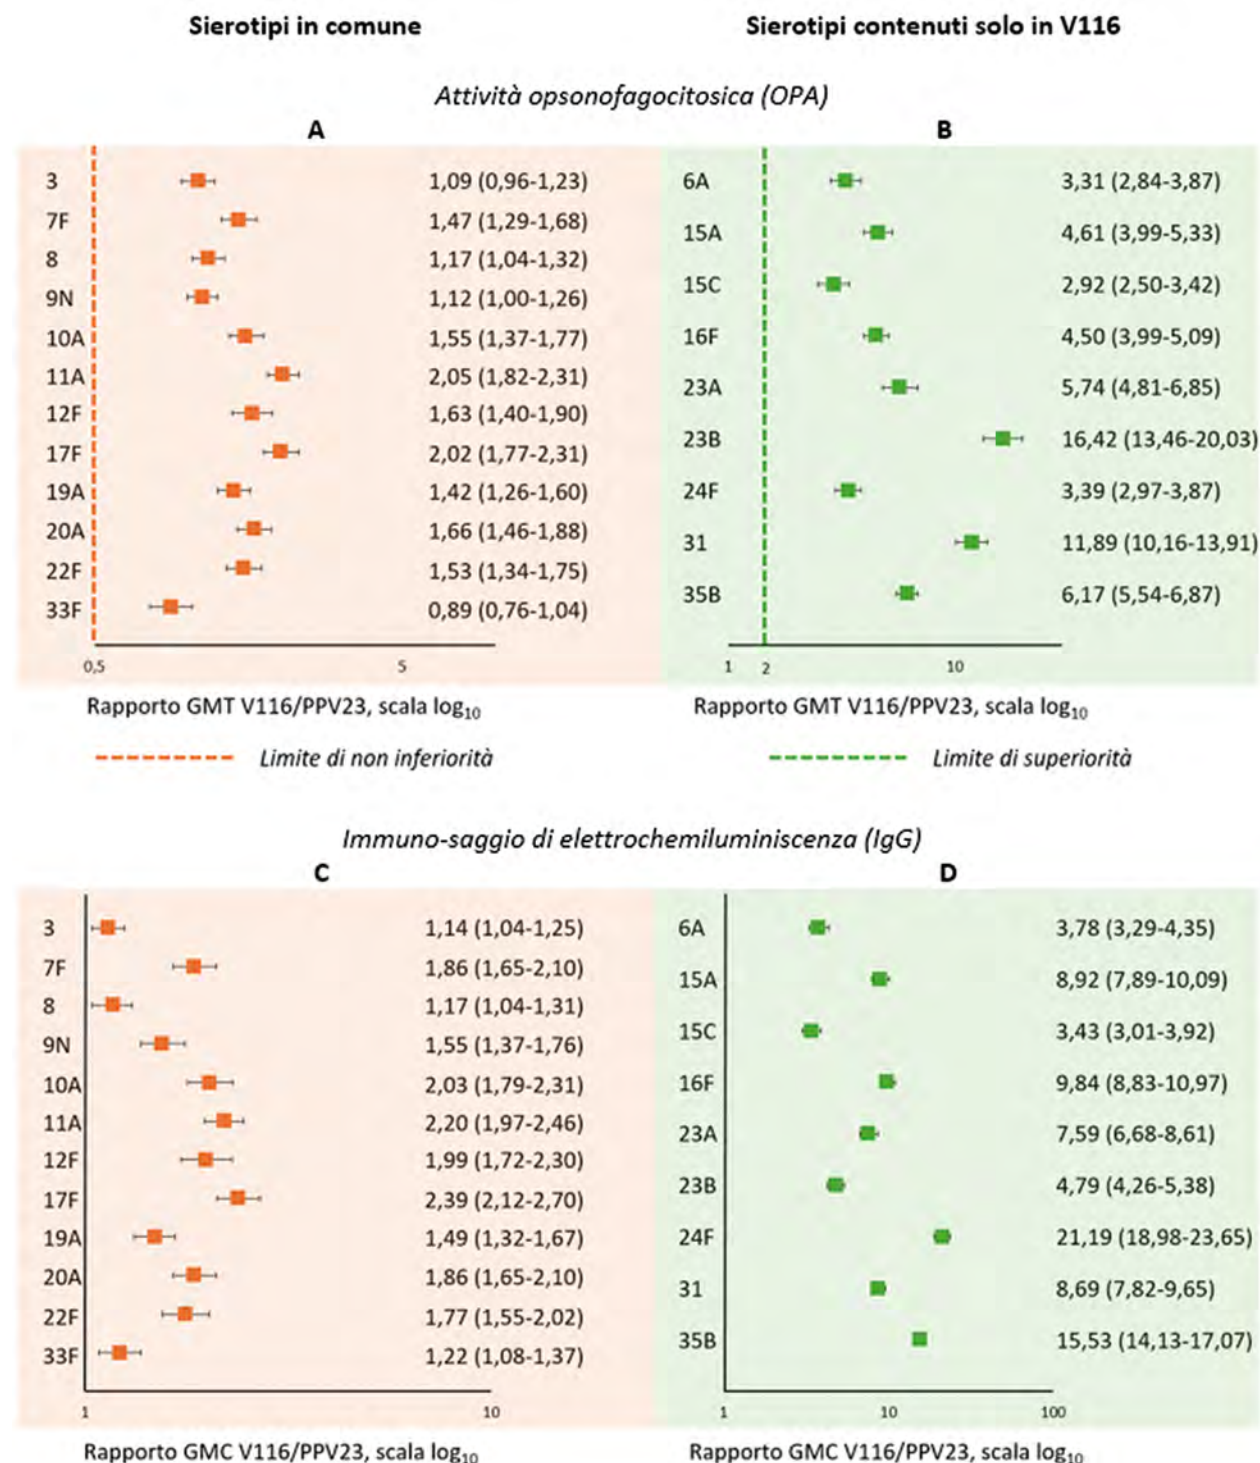 Sierotipi in comune
Sierotipi contenuti solo in V116
Attività opsonofagocitosica (OPA)
A
3 1,09 (0,96-1,23)
7F 1,47 (1,29-1,68)
8 1,17 (1,04-1,32)
9N 1,12 (1,00-1,26)
10A 1,55 (1,37-1,77)
11A 2,05 (1,82-2,31)
12F 1,63 (1,40-1,90)
17F 2,02 (1,77-2,31)
19A 1,42 (1,26-1,60)
20A 1,66 (1,46-1,88)
22F 1,53 (1,34-1,75)
33F 0,89 (0,76-1,04)
0,5 5
Rapporto GMT V116/PPV23, scala log10
Limite di non inferiorità
B
6A 3,31 (2,84-3,87)
15A 4,61 (3,99-5,33)
15C 2,92 (2,50-3,42)
16F 4,50 (3,99-5,09)
23A 5,74 (4,81-6,85)
23B 16,42 (13,46-20,03)
24F 3,39 (2,97-3,87)
31 11,89 (10,16-13,91)
35B 6,17 (5,54-6,87)
1 2 10
Rapporto GMT V116/PPV23, scala log10
Limite di superiorità
Immuno-saggio di elettrochemiluminiscenza (IgG)
C
3 1,14 (1,04-1,25)
7F 1,86 (1,65-2,10)
8 1,17 (1,04-1,31)
9N 1,55 (1,37-1,76)
10A 2,03 (1,79-2,31)
11A 2,20 (1,97-2,46)
12F 1,99 (1,72-2,30)
17F 2,39 (2,12-2,70)
19A 1,49 (1,32-1,67)
20A 1,86 (1,65-2,10)
22F 1,77 (1,55-2,02)
33F 1,22 (1,08-1,37)
1 10
Rapporto GMC V116/PPV23, scala log10
D
6A 3,78 (3,29-4,35)
15A 8,92 (7,89-10,09)
15C 3,43 (3,01-3,92)
16F 9,84 (8,83-10,97)
23A 7,59 (6,68-8,61)
23B 4,79 (4,26-5,38)
24F 21,19 (18,98-23,65)
31 8,69 (7,82-9,65)
35B 15,53 (14,13-17,07)
1 10 100
Rapporto GMC V116/PPV23, scala log10